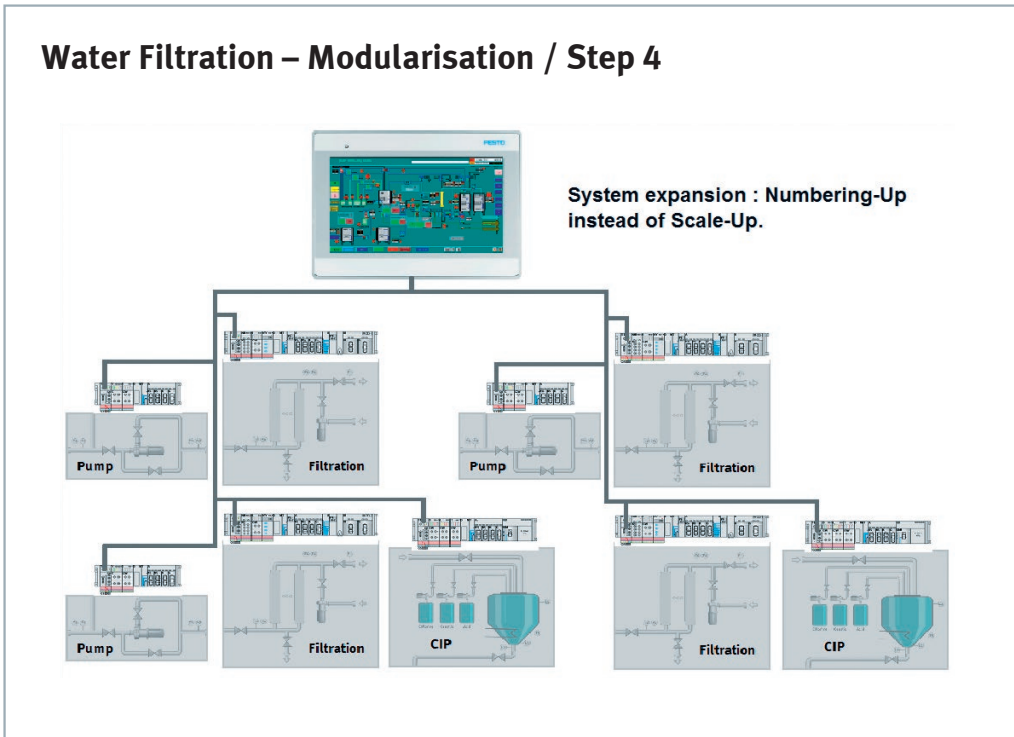 Water Filtration – Modularisation / Step 4
FESTO
System expansion : Numbering-Up
instead of Scale-Up.
Pump
Filtration
Pump
Filtration
Pump
Filtration
CIP
Filtration
CIP